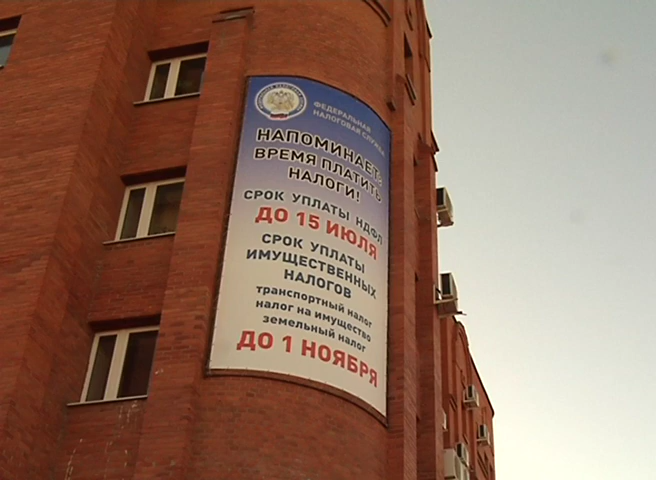 ФЕДЕРАЛЬНАЯ
НАЛОГОВАЯ СЛУЖБА
НАПОМИНАЕТ:
ВРЕМЯ ПЛАТИТЬ
НАЛОГИ!
СРОК УПЛАТЫ НДФЛ
ДО 15 ИЮЛЯ
СРОК УПЛАТЫ
ИМУЩЕСТВЕННЫХ
НАЛОГОВ
транспортный налог
налог на имущество
земельный налог
ДО 1 НОЯБРЯ